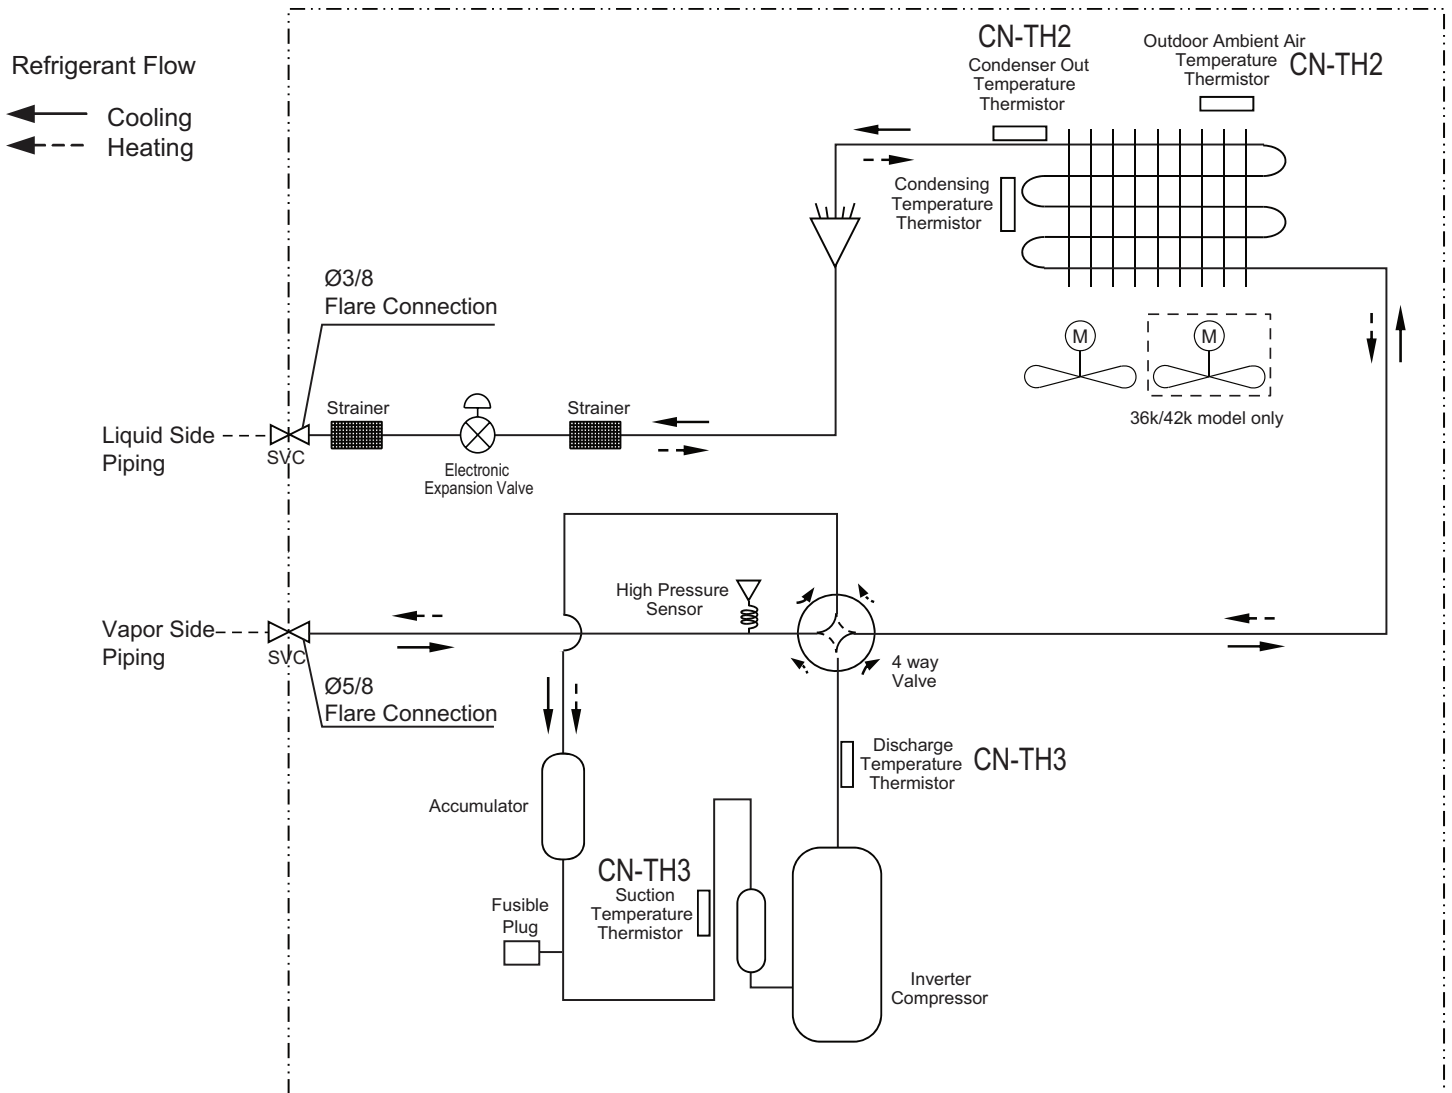 Refrigerant Flow
Cooling
Heating
CN-TH2
Condenser Out
Temperature
Thermistor
Outdoor Ambient Air
Temperature
Thermistor
CN-TH2
Condensing
Temperature
Thermistor
M
M
36k/42k model only
Ø3/8
Flare Connection
Strainer
Strainer
Liquid Side
Piping
SVC
Electronic
Expansion Valve
High Pressure
Sensor
Vapor Side
Piping
SVC
4 way
Valve
Ø5/8
Flare Connection
Discharge
Temperature
Thermistor
CN-TH3
Accumulator
CN-TH3
Suction
Temperature
Thermistor
Fusible
Plug
Inverter
Compressor